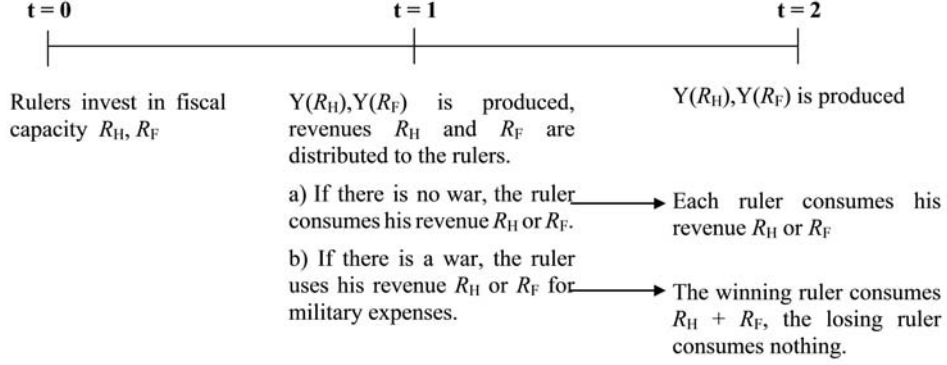 t = 0
t = 1
t = 2
Rulers invest in fiscal
capacity R_H, R_F
Y(R_H),Y(R_F) is produced,
revenues R_H and R_F are
distributed to the rulers.
a) If there is no war, the ruler
consumes his revenue R_H or R_F.
b) If there is a war, the ruler
uses his revenue R_H or R_F for
military expenses.
Y(R_H),Y(R_F) is produced
Each ruler consumes his
revenue R_H or R_F
The winning ruler consumes
R_H + R_F, the losing ruler
consumes nothing.